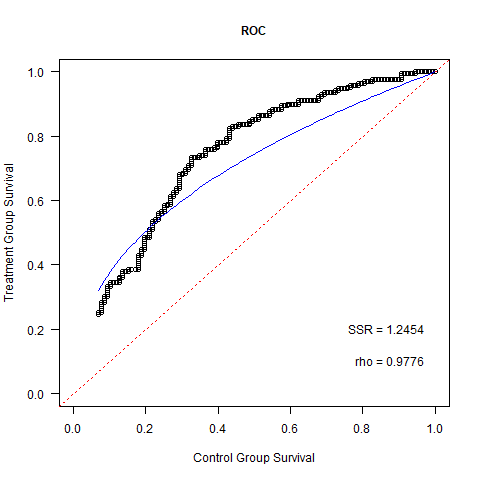 ROC
1.0
0.8
0.6
0.4
0.2
0.0
Treatment Group Survival
SSR = 1.2454
rho = 0.9776
0.0 0.2 0.4 0.6 0.8 1.0
Control Group Survival